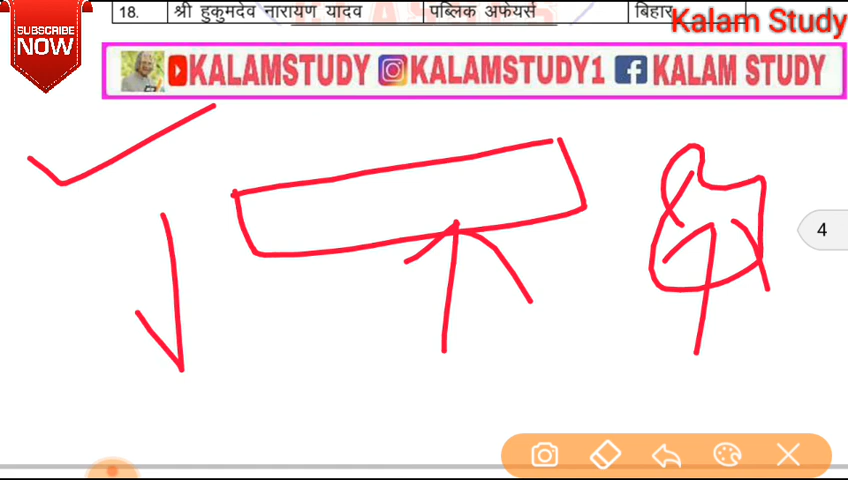 SUBSCRIBE
NOW
18. श्री हुकुमदेव नारायण यादव पब्लिक अफेयर्स बिहार
Kalam Study
KALAMSTUDY KALAMSTUDY1 KALAM STUDY
4